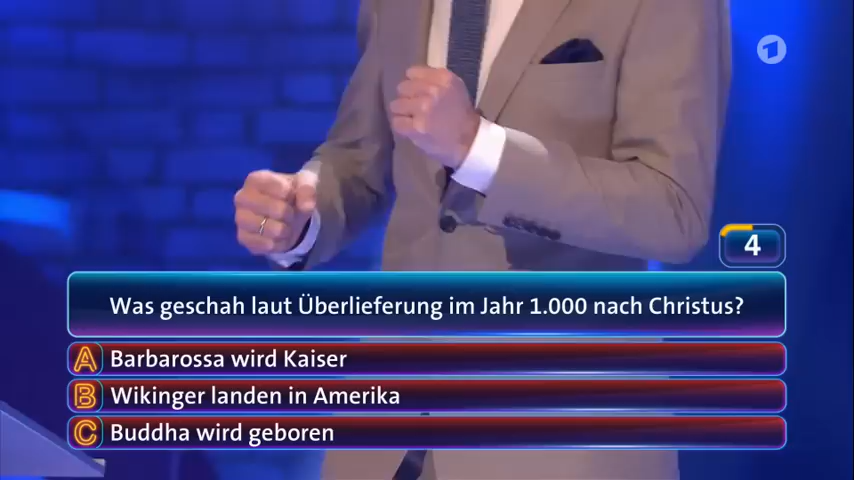 1
4
Was geschah laut Überlieferung im Jahr 1.000 nach Christus?
A Barbarossa wird Kaiser
B Wikinger landen in Amerika
C Buddha wird geboren